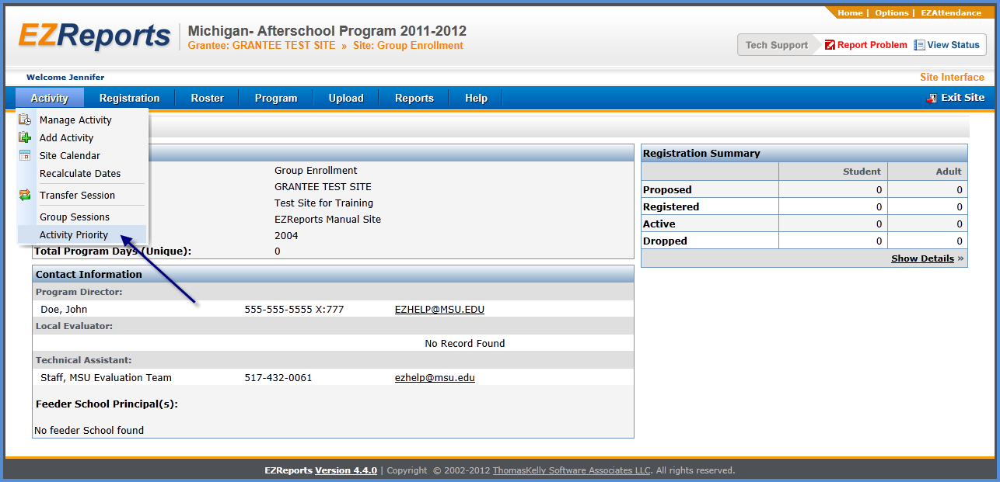 Home | Options | EZAttendance
EZReports
Michigan- Afterschool Program 2011-2012
Grantee: GRANTEE TEST SITE » Site: Group Enrollment
Tech Support Report Problem View Status
Welcome Jennifer
Site Interface
Activity Registration Roster Program Upload Reports Help Exit Site
Manage Activity
Add Activity
Site Calendar
Recalculate Dates
Transfer Session
Group Sessions
Activity Priority
Group Enrollment
GRANTEE TEST SITE
Test Site for Training
EZReports Manual Site
2004
Total Program Days (Unique): 0
Contact Information
Program Director:
Doe, John 555-555-5555 X:777 EZHELP@MSU.EDU
Local Evaluator:
No Record Found
Technical Assistant:
Staff, MSU Evaluation Team 517-432-0061 ezhelp@msu.edu
Feeder School Principal(s):
No feeder School found
Registration Summary
Student Adult
Proposed 0 0
Registered 0 0
Active 0 0
Dropped 0 0
Show Details »
EZReports Version 4.4.0 | Copyright © 2002-2012 ThomasKelly Software Associates LLC. All rights reserved.